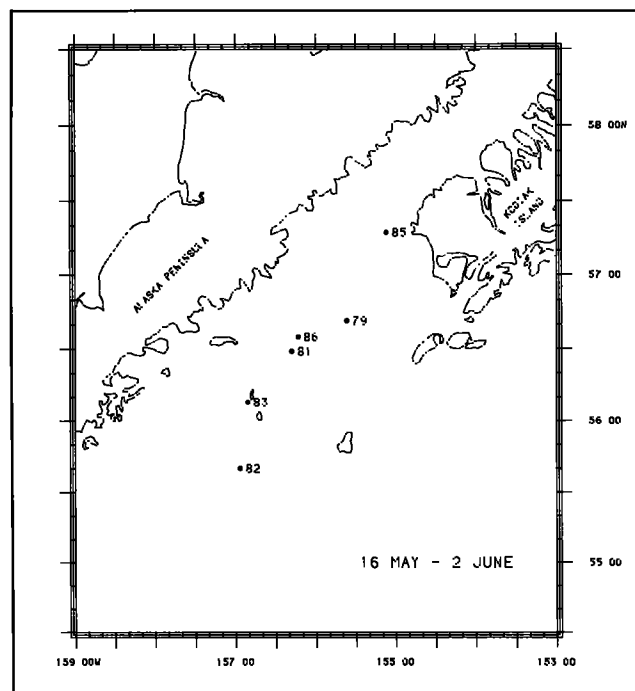 58 00N
KODIAK
ISLAND
85
57 00
ALASKA PENINSULA
79
86
81
83
56 00
82
16 MAY - 2 JUNE
55 00
159 00W
157 00
155 00
153 00